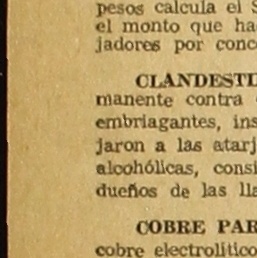 pesos calcula el S
el monto que ha
jadores por conc
CLANDESTI
manente contra
embriagantes, ins
jaron a las atarj
alcohólicas, consi
dueños de las lla
COBRE PAR
cobre electrolítico